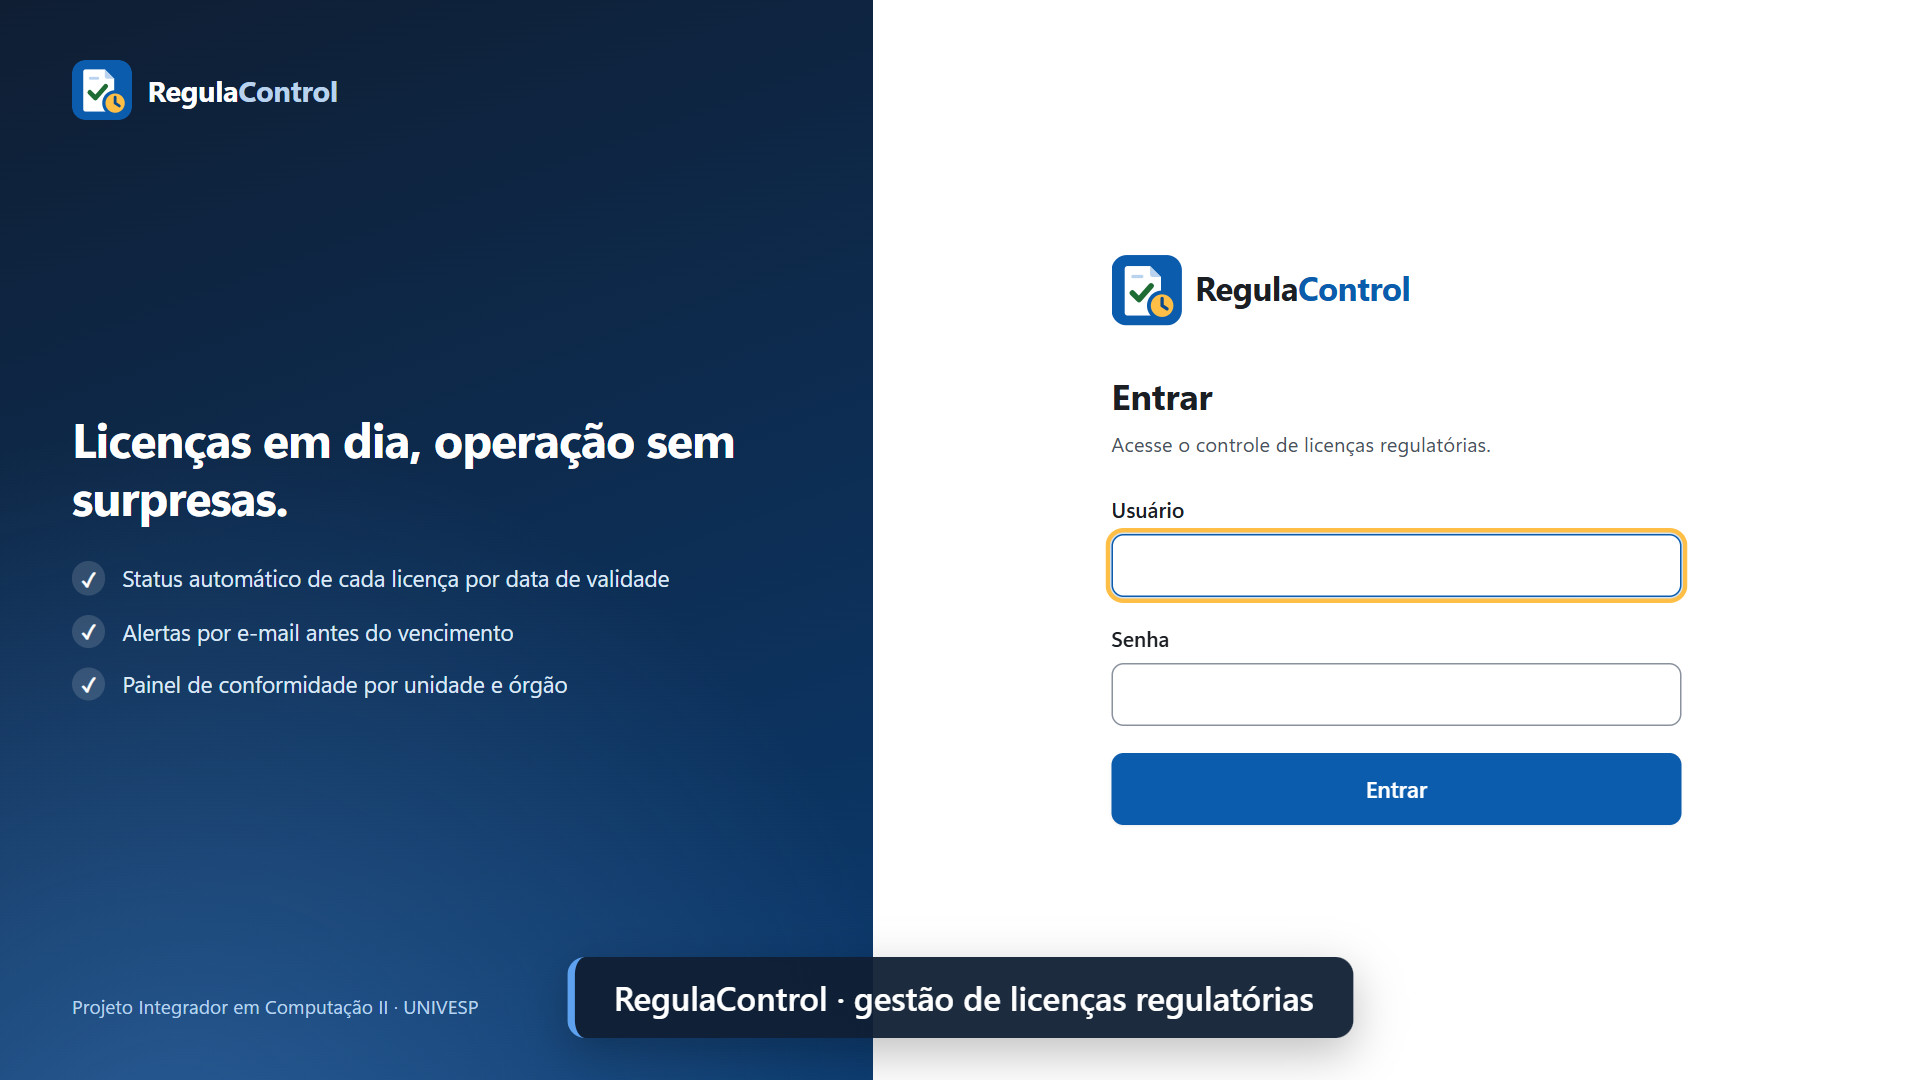 RegulaControl
Licenças em dia, operação sem
surpresas.
Status automático de cada licença por data de validade
Alertas por e-mail antes do vencimento
Painel de conformidade por unidade e órgão
Projeto Integrador em Computação II · UNIVESP
RegulaControl
Entrar
Acesse o controle de licenças regulatórias.
Usuário
Senha
Entrar
RegulaControl · gestão de licenças regulatórias